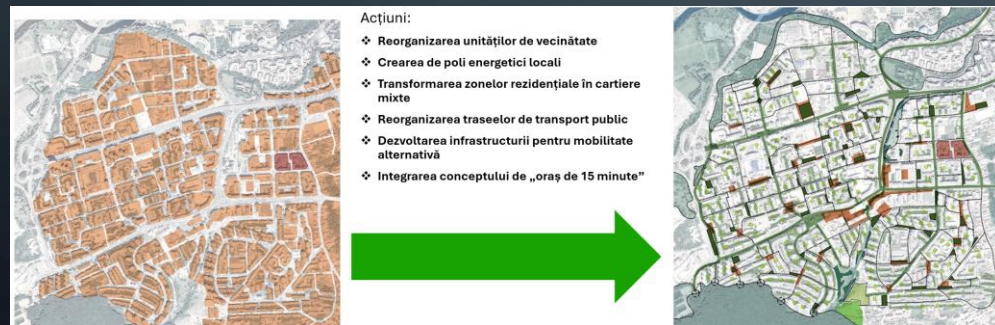 Acțiuni:
❖ Reorganizarea unităților de vecinătate
❖ Crearea de poli energetici locali
❖ Transformarea zonelor rezidențiale în cartiere
mixte
❖ Reorganizarea traseelor de transport public
❖ Dezvoltarea infrastructurii pentru mobilitate
alternativă
❖ Integrarea conceptului de „oraș de 15 minute”